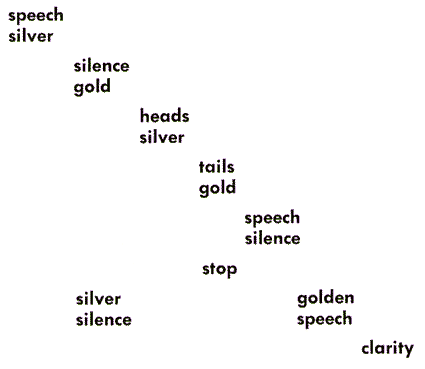 speech
silver
silence
gold
heads
silver
tails
gold
speech
silence
stop
silver
silence
golden
speech
clarity